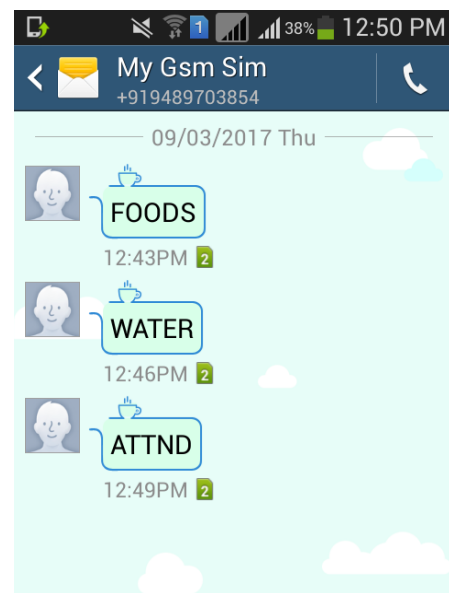 1 38% 12:50 PM
My Gsm Sim
+919489703854
09/03/2017 Thu
FOODS
12:43PM 2
WATER
12:46PM 2
ATTND
12:49PM 2